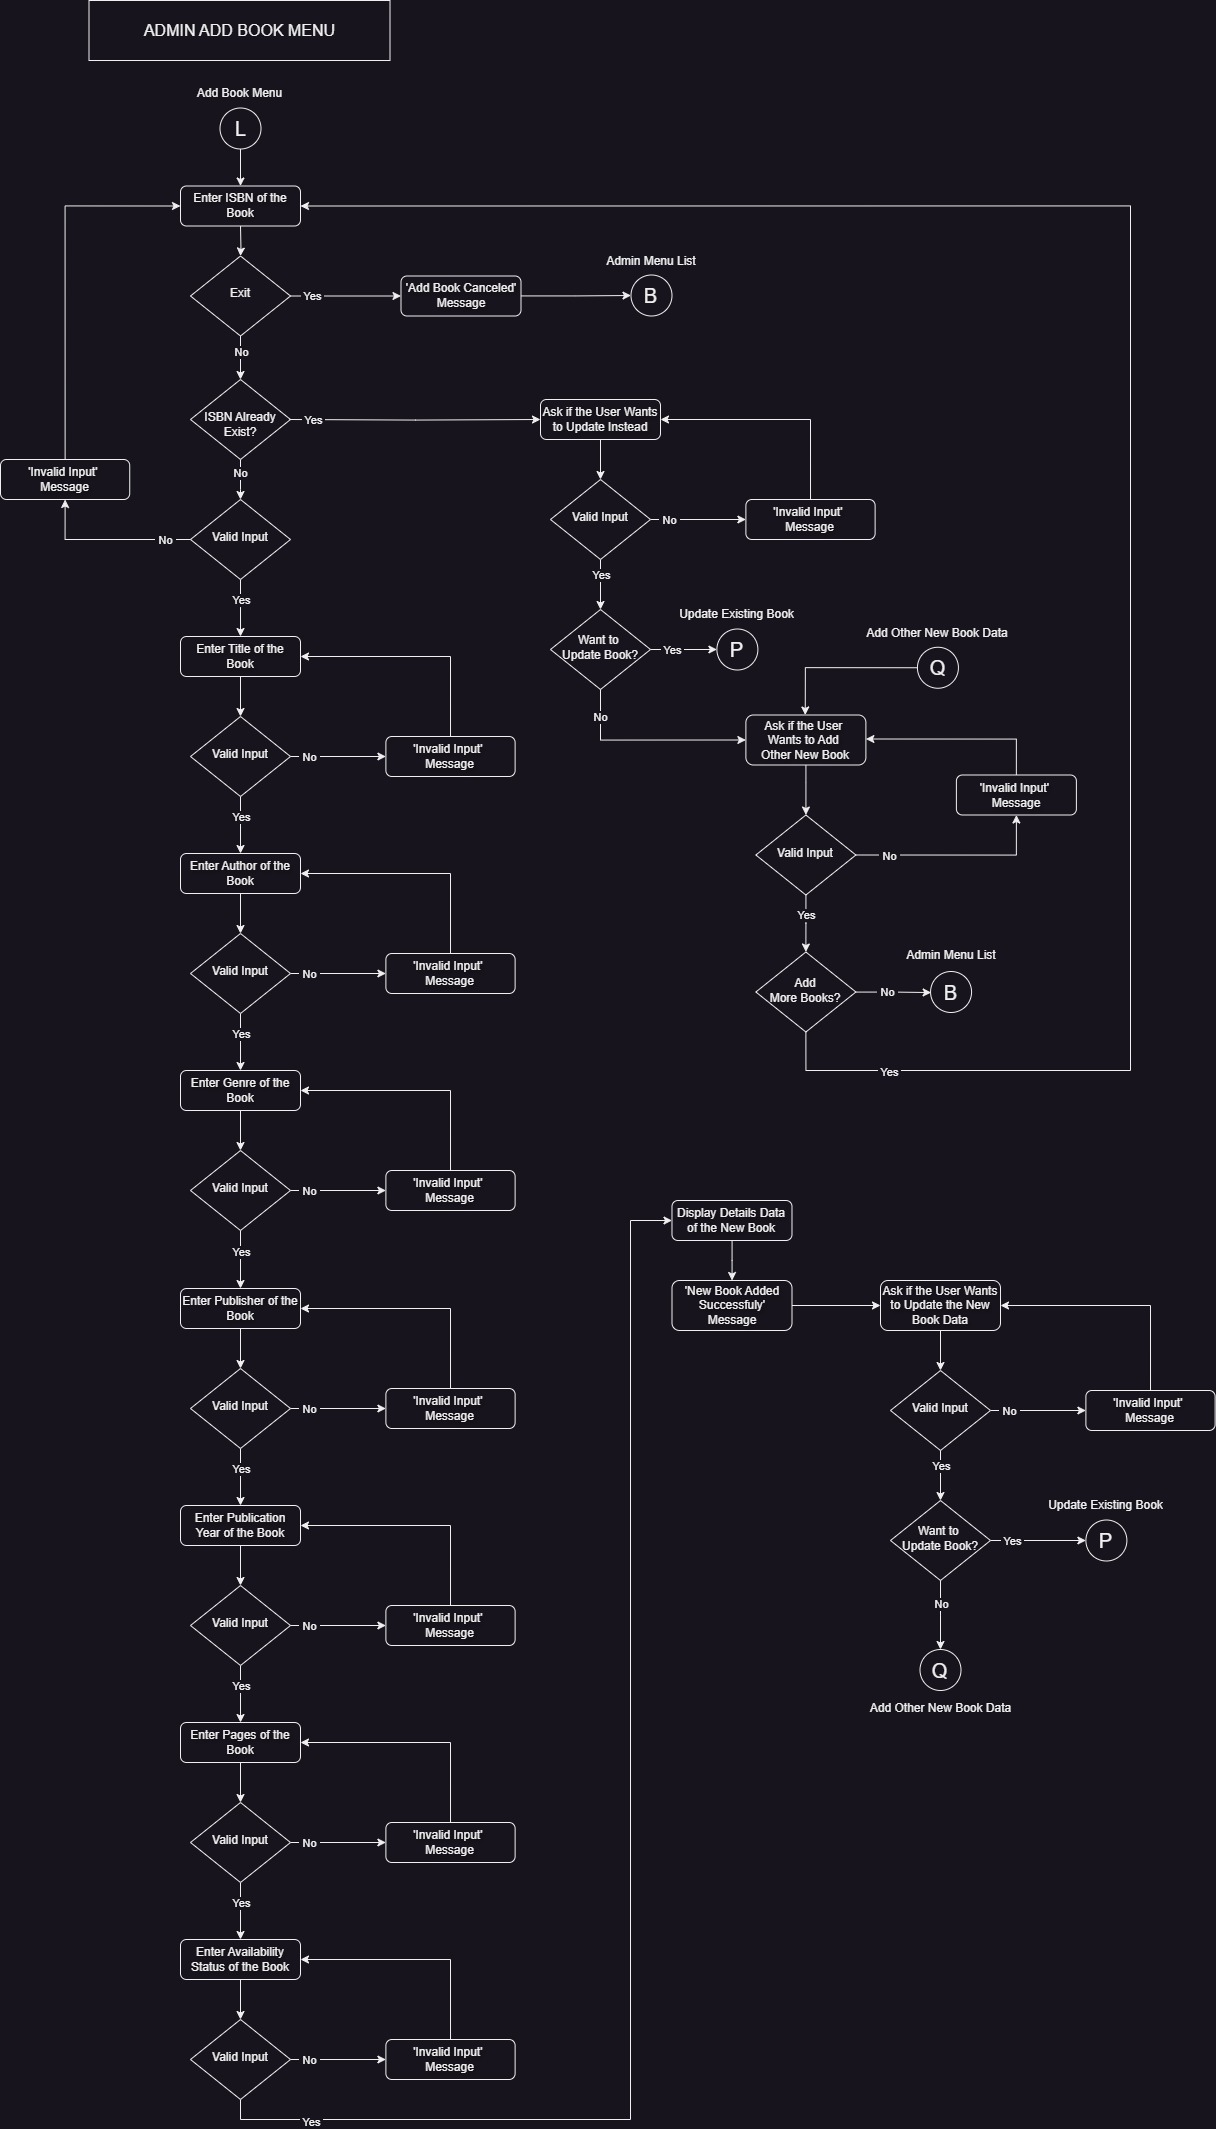 ADMIN ADD BOOK MENU
Add Book Menu
L
Enter ISBN of the
Book
Exit
Yes
'Add Book Canceled'
Message
Admin Menu List
B
No
ISBN Already
Exist?
Yes
Ask if the User Wants
to Update Instead
No
'Invalid Input'
Message
Valid Input
No
Valid Input
No
'Invalid Input'
Message
Yes
Yes
Want to
Update Book?
Yes
Update Existing Book
P
Add Other New Book Data
Q
No
Ask if the User
Wants to Add
Other New Book
'Invalid Input'
Message
Valid Input
No
Yes
Add
More Books?
No
Admin Menu List
B
Yes
Enter Title of the
Book
Valid Input
No
'Invalid Input'
Message
Yes
Enter Author of the
Book
Valid Input
No
'Invalid Input'
Message
Yes
Enter Genre of the
Book
Valid Input
No
'Invalid Input'
Message
Yes
Enter Publisher of the
Book
Valid Input
No
'Invalid Input'
Message
Yes
Enter Publication
Year of the Book
Valid Input
No
'Invalid Input'
Message
Yes
Enter Pages of the
Book
Valid Input
No
'Invalid Input'
Message
Yes
Enter Availability
Status of the Book
Valid Input
No
'Invalid Input'
Message
Yes
Display Details Data
of the New Book
'New Book Added
Successfuly'
Message
Ask if the User Wants
to Update the New
Book Data
Valid Input
No
'Invalid Input'
Message
Yes
Want to
Update Book?
Yes
Update Existing Book
P
No
Q
Add Other New Book Data